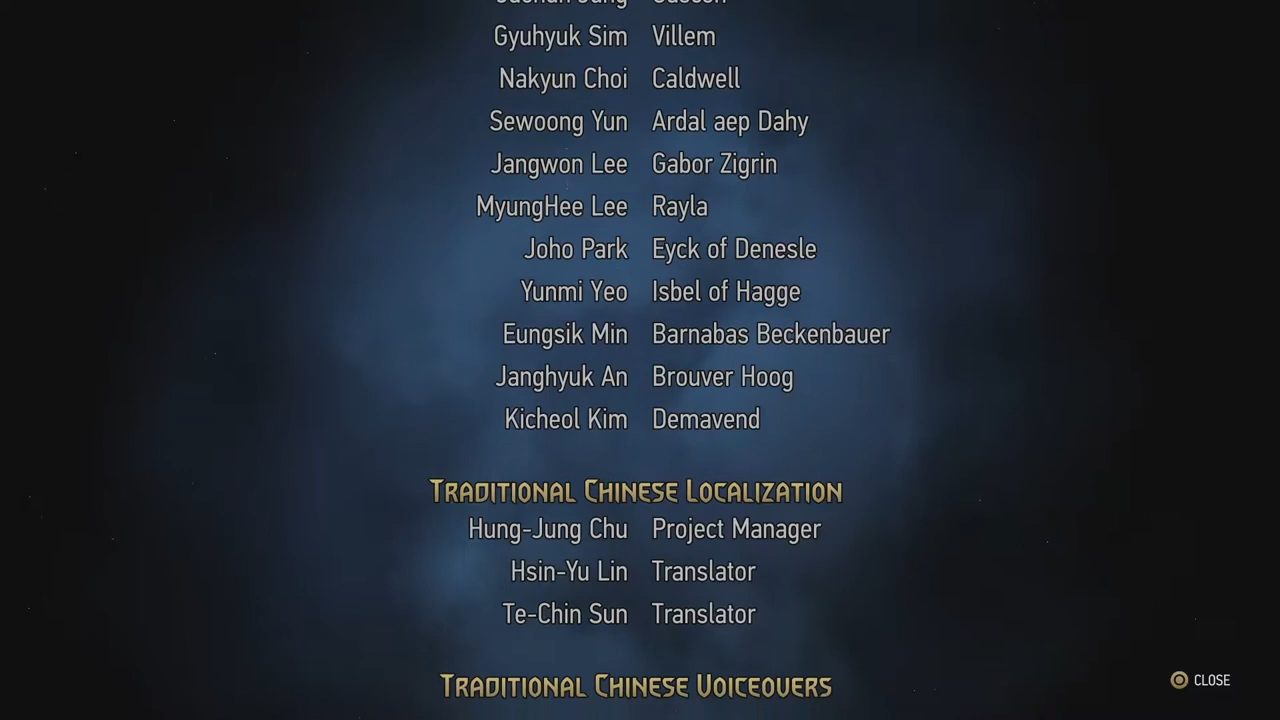 Gyuhyuk Sim Villem
Nakyun Choi Caldwell
Sewoong Yun Ardal aep Dahy
Jangwon Lee Gabor Zigrin
MyungHee Lee Rayla
Joho Park Eyck of Denesle
Yunmi Yeo Isbel of Hagge
Eungsik Min Barnabas Beckenbauer
Janghyuk An Brouver Hoog
Kicheol Kim Demavend
TRADITIONAL CHINESE LOCALIZATION
Hung-Jung Chu Project Manager
Hsin-Yu Lin Translator
Te-Chin Sun Translator
TRADITIONAL CHINESE VOICEOVERS
CLOSE